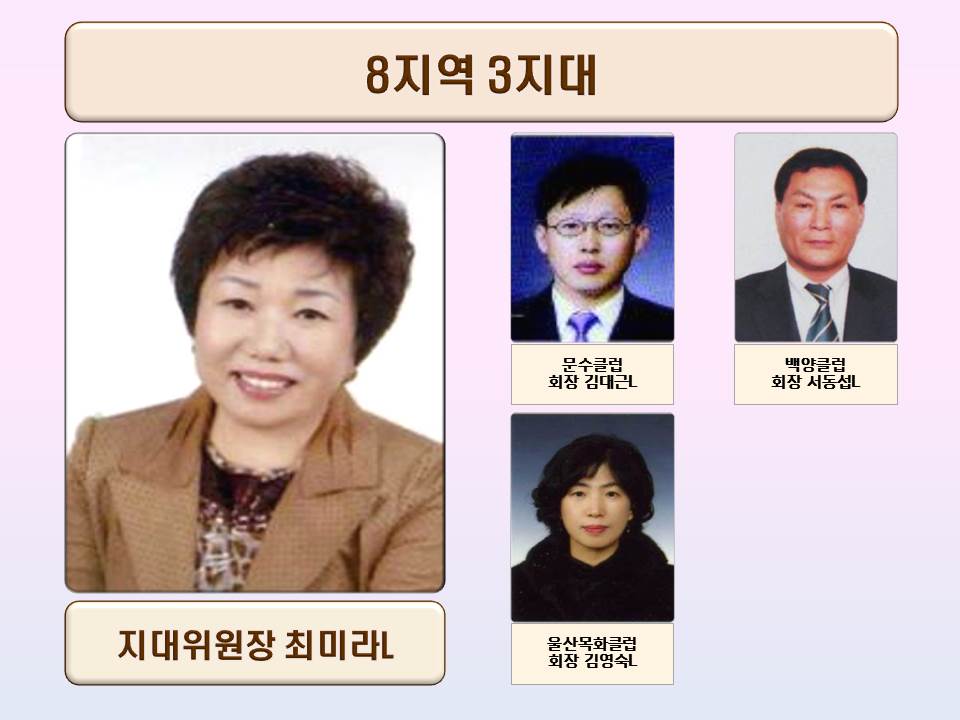 8지역 3지대
지대위원장 최미라L
문수클럽
회장 김대근L
백양클럽
회장 서동섭L
울산목화클럽
회장 김영숙L